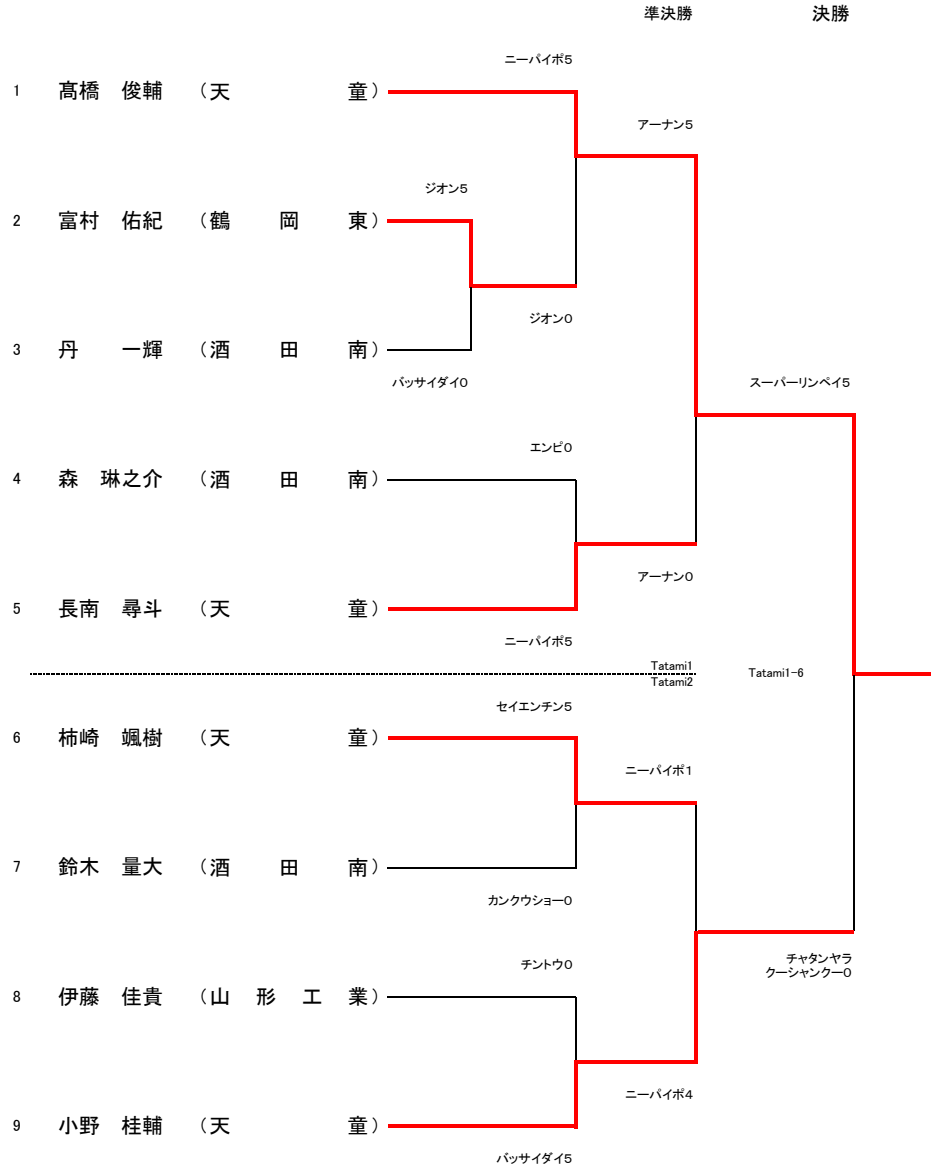 準決勝 決勝
ニーパイポ5
1 髙橋 俊輔 (天 童)
アーナン5
ジオン5
2 富村 佑紀 (鶴 岡 東)
ジオン0
3 丹 一輝 (酒 田 南)
バッサイダイ0
スーパーリンペイ5
エンピ0
4 森 琳之介 (酒 田 南)
アーナン0
5 長南 尋斗 (天 童)
ニーパイポ5
Tatami1
Tatami1-6
Tatami2
セイエンチン5
6 柿崎 颯樹 (天 童)
ニーパイポ1
7 鈴木 量大 (酒 田 南)
カンクウショー0
チャタンヤラ
クーシャンクー0
チントウ0
8 伊藤 佳貴 (山 形 工 業)
ニーパイポ4
9 小野 桂輔 (天 童)
バッサイダイ5